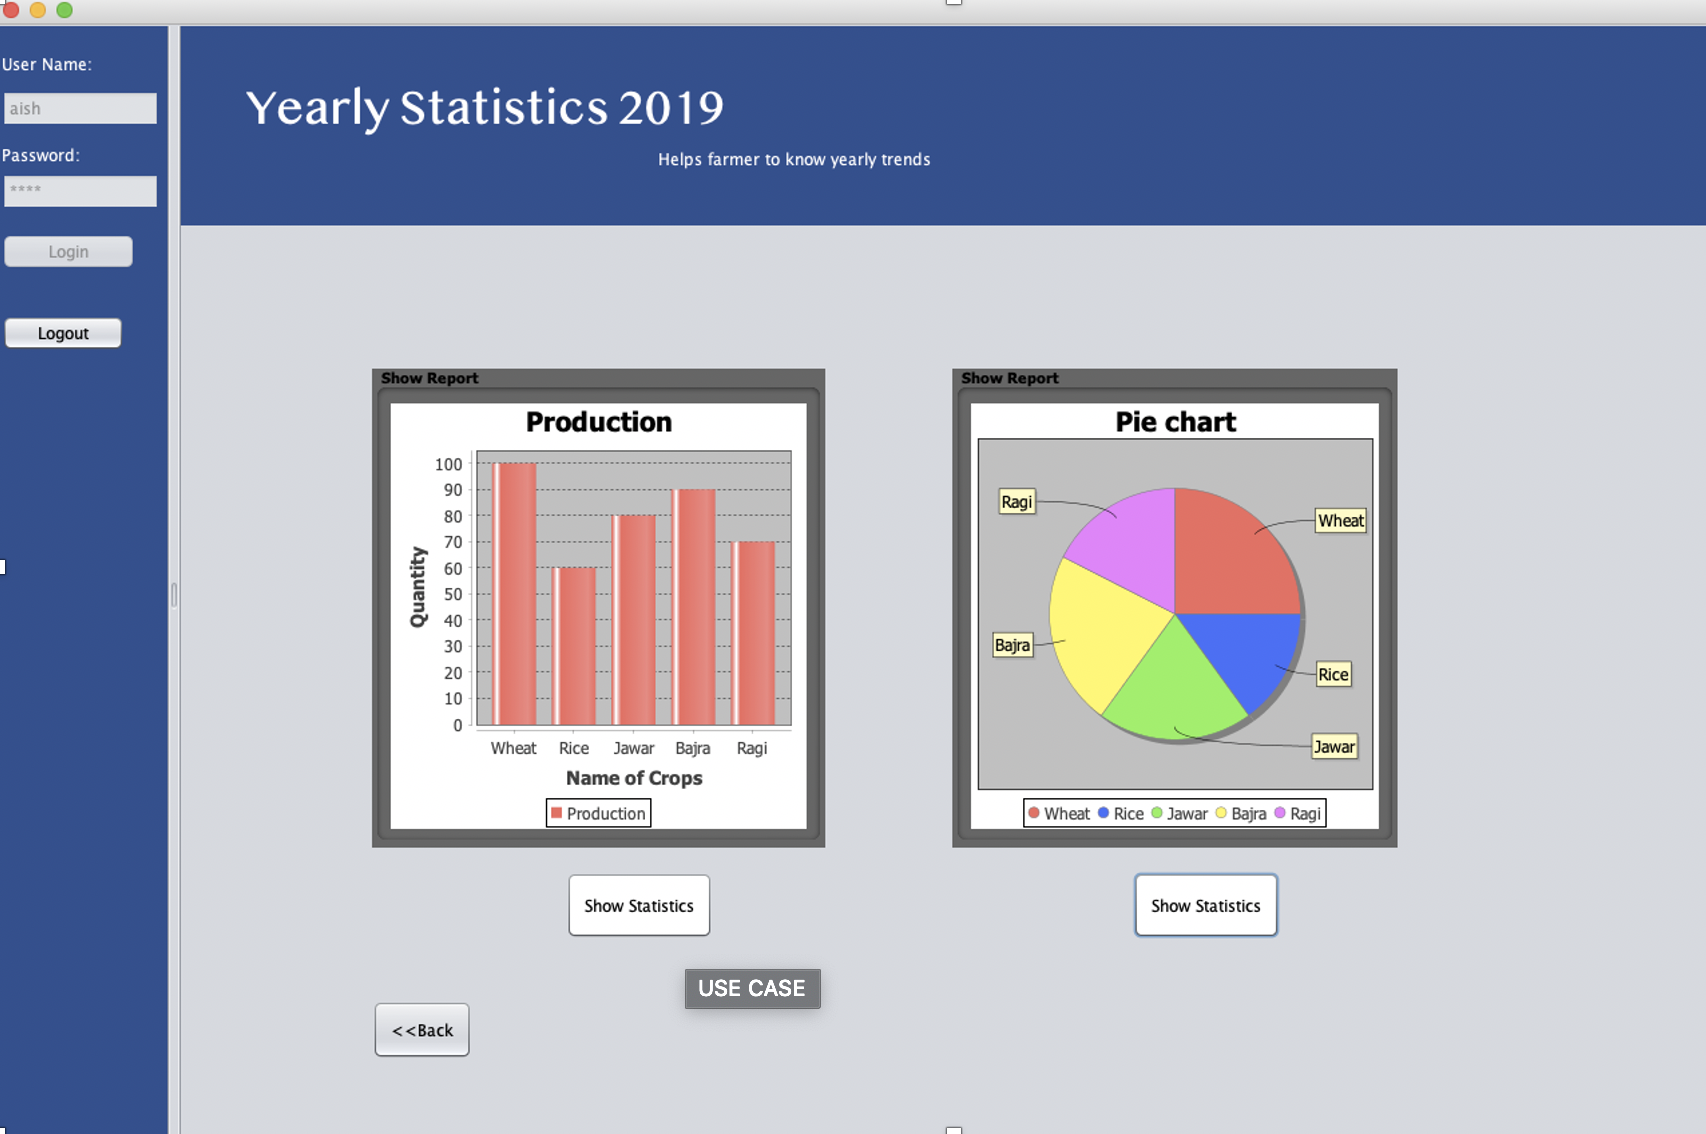 User Name:
aish
Password:
****
Login
Logout
Yearly Statistics 2019
Helps farmer to know yearly trends
Show Report
Production
100
90
80
70
60
50
40
30
20
10
0
Quantity
Wheat Rice Jawar Bajra Ragi
Name of Crops
Production
Show Statistics
Show Report
Pie chart
Ragi
Wheat
Bajra
Rice
Jawar
Wheat Rice Jawar Bajra Ragi
Show Statistics
USE CASE
<<Back